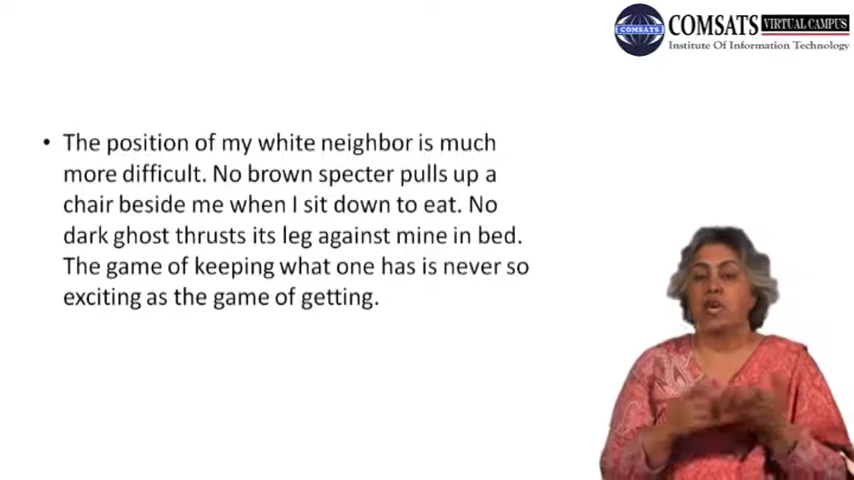 COMSATS VIRTUAL CAMPUS
COMSATS
Institute Of Information Technology
• The position of my white neighbor is much
more difficult. No brown specter pulls up a
chair beside me when I sit down to eat. No
dark ghost thrusts its leg against mine in bed.
The game of keeping what one has is never so
exciting as the game of getting.